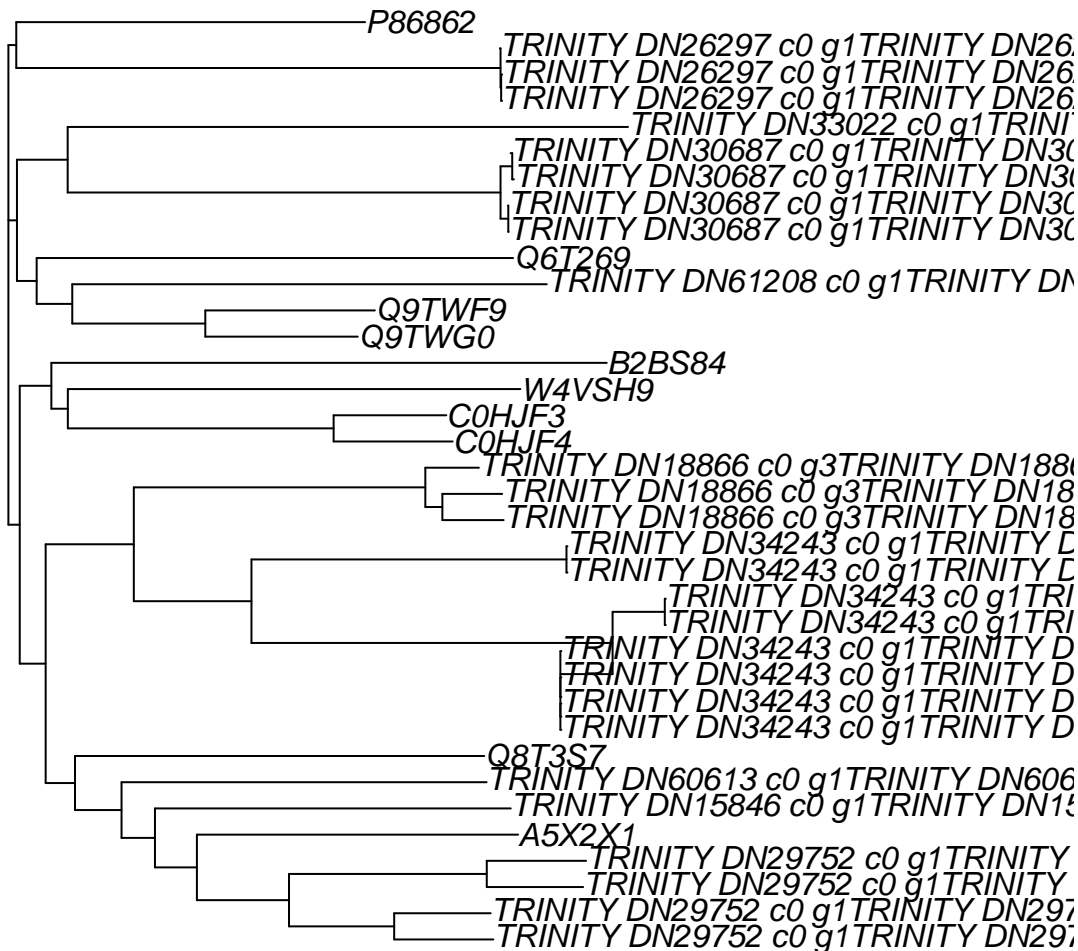 P86862
TRINITY DN26297 c0 g1TRINITY DN26
TRINITY DN26297 c0 g1TRINITY DN26
TRINITY DN26297 c0 g1TRINITY DN26
TRINITY DN33022 c0 g1TRINIT
TRINITY DN30687 c0 g1TRINITY DN30
TRINITY DN30687 c0 g1TRINITY DN30
TRINITY DN30687 c0 g1TRINITY DN30
TRINITY DN30687 c0 g1TRINITY DN30
Q6T269
TRINITY DN61208 c0 g1TRINITY DN
Q9TWF9
Q9TWG0
B2BS84
W4VSH9
C0HJF3
C0HJF4
TRINITY DN18866 c0 g3TRINITY DN1886
TRINITY DN18866 c0 g3TRINITY DN18
TRINITY DN18866 c0 g3TRINITY DN18
TRINITY DN34243 c0 g1TRINITY D
TRINITY DN34243 c0 g1TRINITY D
TRINITY DN34243 c0 g1TRI
TRINITY DN34243 c0 g1TRI
TRINITY DN34243 c0 g1TRINITY D
TRINITY DN34243 c0 g1TRINITY D
TRINITY DN34243 c0 g1TRINITY D
TRINITY DN34243 c0 g1TRINITY D
Q8T3S7
TRINITY DN60613 c0 g1TRINITY DN606
TRINITY DN15846 c0 g1TRINITY DN15
A5X2X1
TRINITY DN29752 c0 g1TRINITY
TRINITY DN29752 c0 g1TRINITY
TRINITY DN29752 c0 g1TRINITY DN297
TRINITY DN29752 c0 g1TRINITY DN297